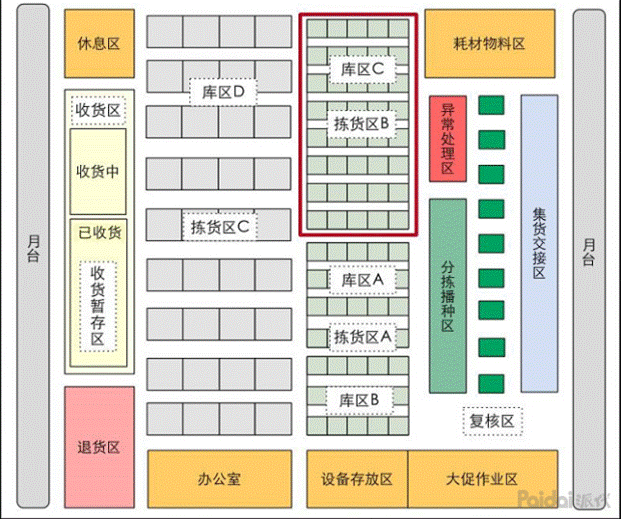 休息区
库区D
库区C
耗材物料区
收货区
拣货区B
异常处理区
收货中
月台
已收货
收货暂存区
拣货区C
库区A
分拣播种区
集货交接区
月台
拣货区A
库区B
复核区
退货区
办公室
设备存放区
大促作业区
Paidai派代